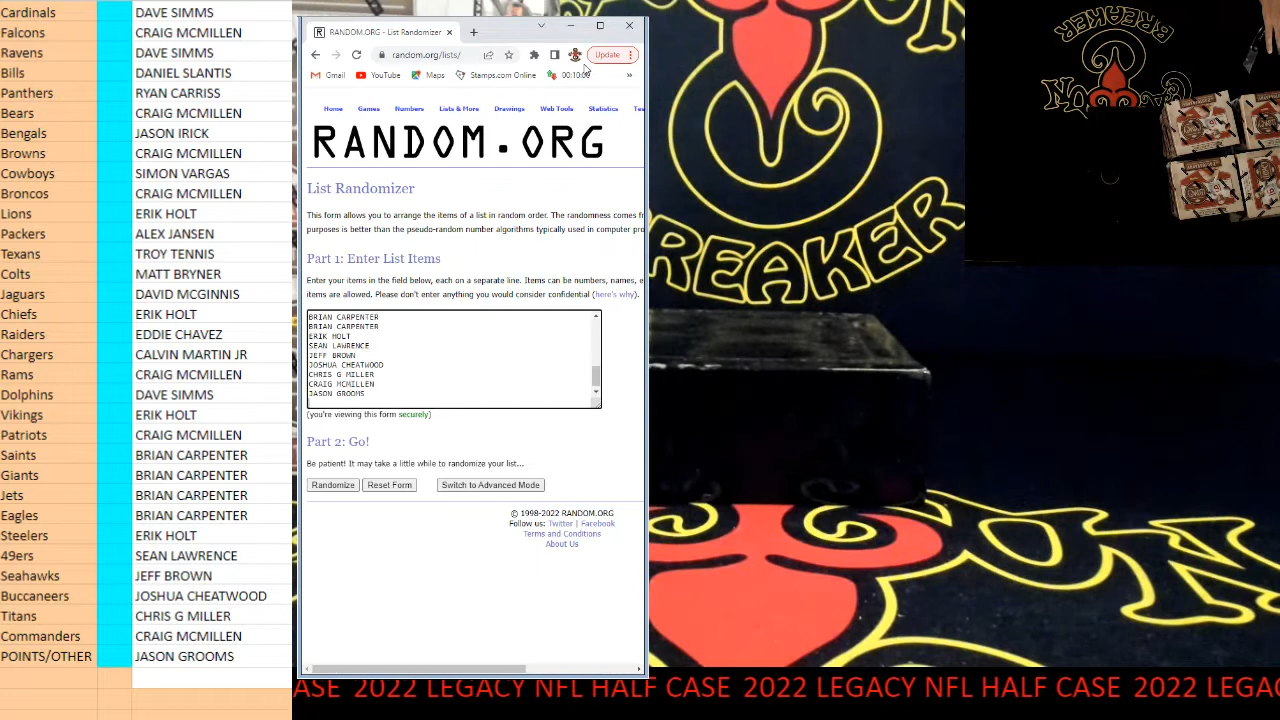 Cardinals DAVE SIMMS
Falcons CRAIG MCMILLEN
Ravens DAVE SIMMS
Bills DANIEL SLANTIS
Panthers RYAN CARRISS
Bears CRAIG MCMILLEN
Bengals JASON IRICK
Browns CRAIG MCMILLEN
Cowboys SIMON VARGAS
Broncos CRAIG MCMILLEN
Lions ERIK HOLT
Packers ALEX JANSEN
Texans TROY TENNIS
Colts MATT BRYNER
Jaguars DAVID MCGINNIS
Chiefs ERIK HOLT
Raiders EDDIE CHAVEZ
Chargers CALVIN MARTIN JR
Rams CRAIG MCMILLEN
Dolphins DAVE SIMMS
Vikings ERIK HOLT
Patriots CRAIG MCMILLEN
Saints BRIAN CARPENTER
Giants BRIAN CARPENTER
Jets BRIAN CARPENTER
Eagles BRIAN CARPENTER
Steelers ERIK HOLT
49ers SEAN LAWRENCE
Seahawks JEFF BROWN
Buccaneers JOSHUA CHEATWOOD
Titans CHRIS G MILLER
Commanders CRAIG MCMILLEN
POINTS/OTHER JASON GROOMS
RANDOM.ORG - List Randomizer
random.org/lists/ Update
Gmail YouTube Maps Stamps.com Online »
Home Games Numbers Lists & More Drawings Web Tools Statistics
RANDOM.ORG
List Randomizer
This form allows you to arrange the items of a list in random order. The randomness comes
purposes is better than the pseudo-random number algorithms typically used in computer
Part 1: Enter List Items
Enter your items in the field below, each on a separate line. Items can be numbers, names,
items are allowed. Please don't enter anything you would consider confidential (here's why).
BRIAN CARPENTER
BRIAN CARPENTER
ERIK HOLT
SEAN LAWRENCE
JEFF BROWN
JOSHUA CHEATWOOD
CHRIS G MILLER
CRAIG MCMILLEN
JASON GROOMS
(you're viewing this form securely)
Part 2: Go!
Be patient! It may take a little while to randomize your list...
Randomize Reset Form Switch to Advanced Mode
© 1998-2022 RANDOM.ORG
Follow us: Twitter | Facebook
Terms and Conditions
About Us
BREAKER
REAKER
ASE 2022 LEGACY NFL HALF CASE 2022 LEGACY NFL HALF CASE 2022 LEGA